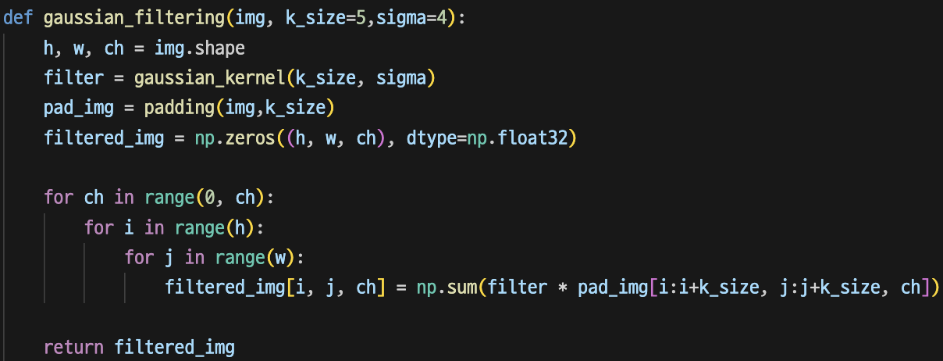 def gaussian_filtering(img, k_size=5,sigma=4):
    h, w, ch = img.shape
    filter = gaussian_kernel(k_size, sigma)
    pad_img = padding(img,k_size)
    filtered_img = np.zeros((h, w, ch), dtype=np.float32)

    for ch in range(0, ch):
        for i in range(h):
            for j in range(w):
                filtered_img[i, j, ch] = np.sum(filter * pad_img[i:i+k_size, j:j+k_size, ch])

    return filtered_img